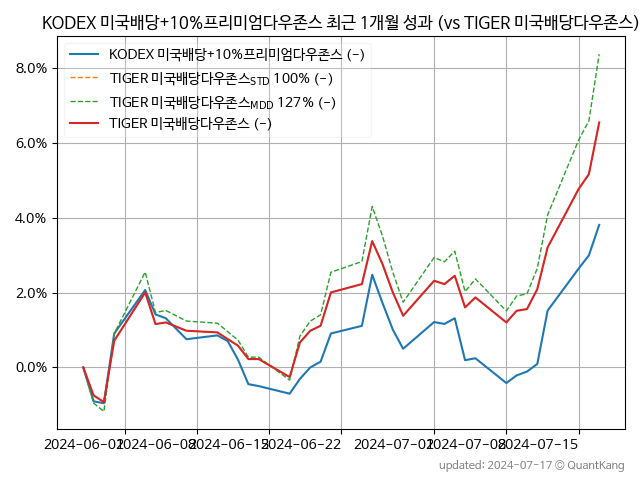 KODEX 미국배당+10%프리미엄다우존스 최근 1개월 성과 (vs TIGER 미국배당다우존스)
KODEX 미국배당+10%프리미엄다우존스 (-)
TIGER 미국배당다우존스STD 100% (-)
TIGER 미국배당다우존스MDD 127% (-)
TIGER 미국배당다우존스 (-)
8.0%
6.0%
4.0%
2.0%
0.0%
2024-06-01 2024-06-08 2024-06-15 2024-06-22 2024-07-01 2024-07-08 2024-07-15
updated: 2024-07-17 © QuantKang